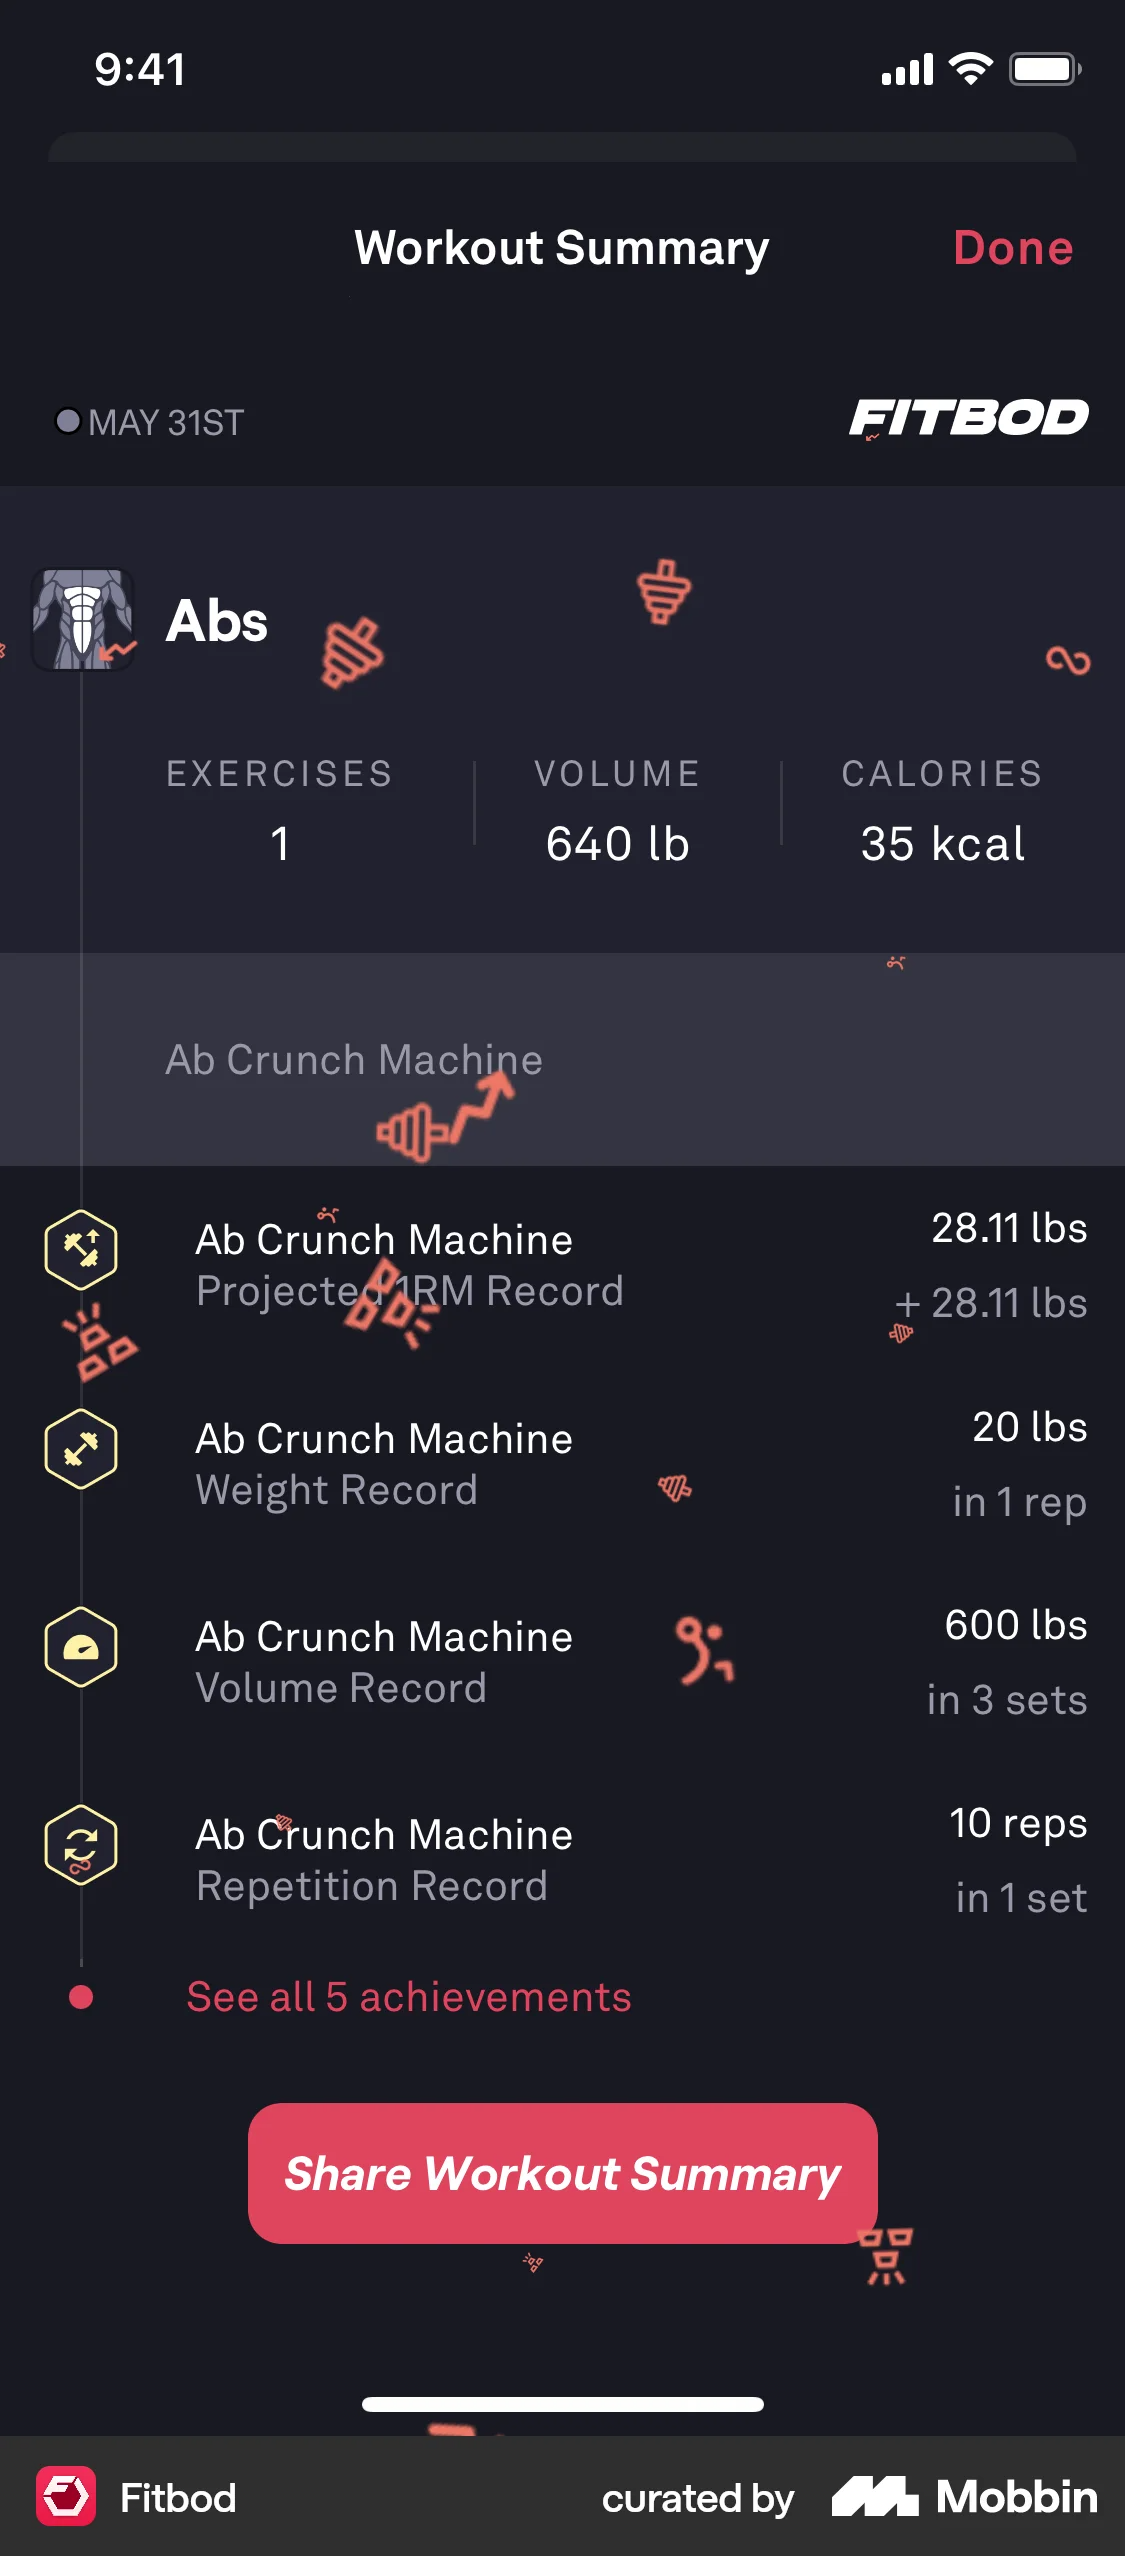 9:41
Workout Summary
Done
MAY 31ST
FITBOD
Abs
EXERCISES
VOLUME
CALORIES
1
640 lb
35 kcal
Ab Crunch Machine
Ab Crunch Machine
28.11 lbs
Projected 1RM Record
+ 28.11 lbs
Ab Crunch Machine
20 lbs
Weight Record
in 1 rep
Ab Crunch Machine
600 lbs
Volume Record
in 3 sets
Ab Crunch Machine
10 reps
Repetition Record
in 1 set
See all 5 achievements
Share Workout Summary
Fitbod
curated by
Mobbin